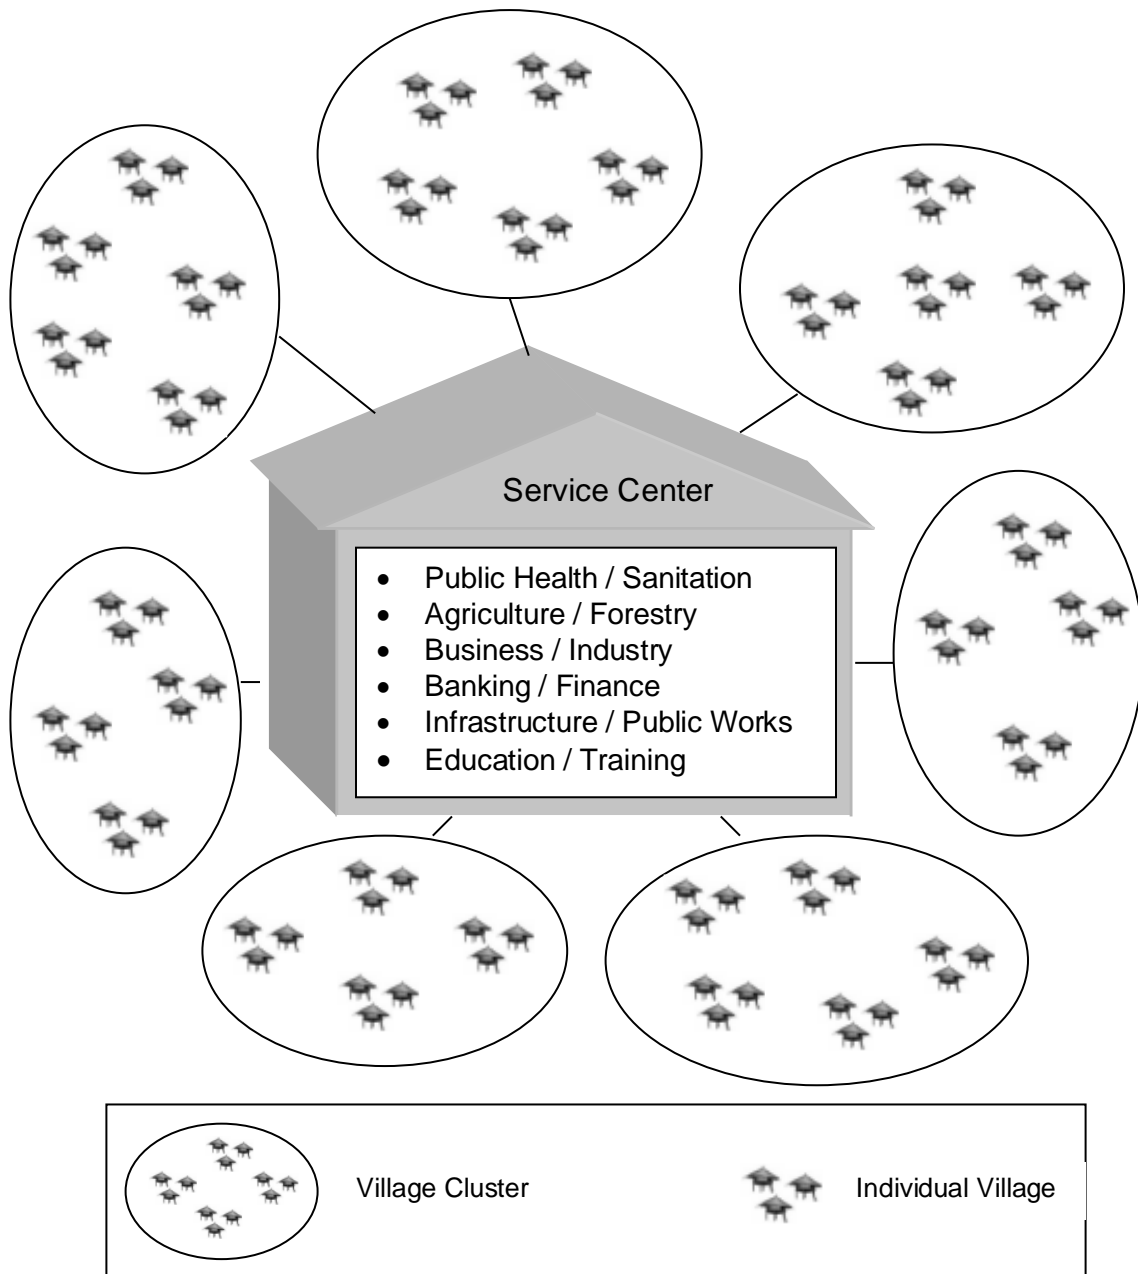 Service Center
• Public Health / Sanitation
• Agriculture / Forestry
• Business / Industry
• Banking / Finance
• Infrastructure / Public Works
• Education / Training
Village Cluster
Individual Village